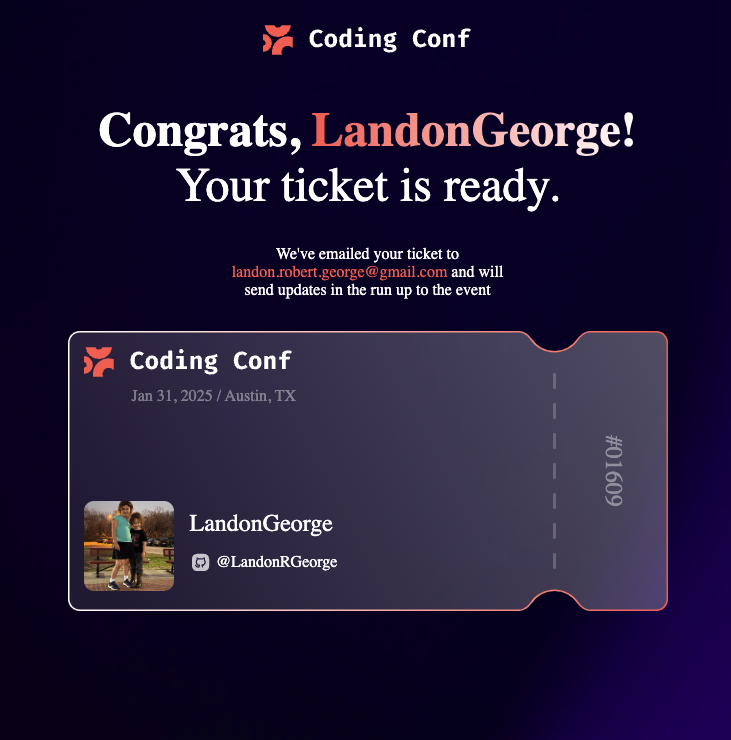 Coding Conf
Congrats, LandonGeorge!
Your ticket is ready.
We've emailed your ticket to
landon.robert.george@gmail.com and will
send updates in the run up to the event
Coding Conf
Jan 31, 2025 / Austin, TX
LandonGeorge
@LandonRGeorge
#01609